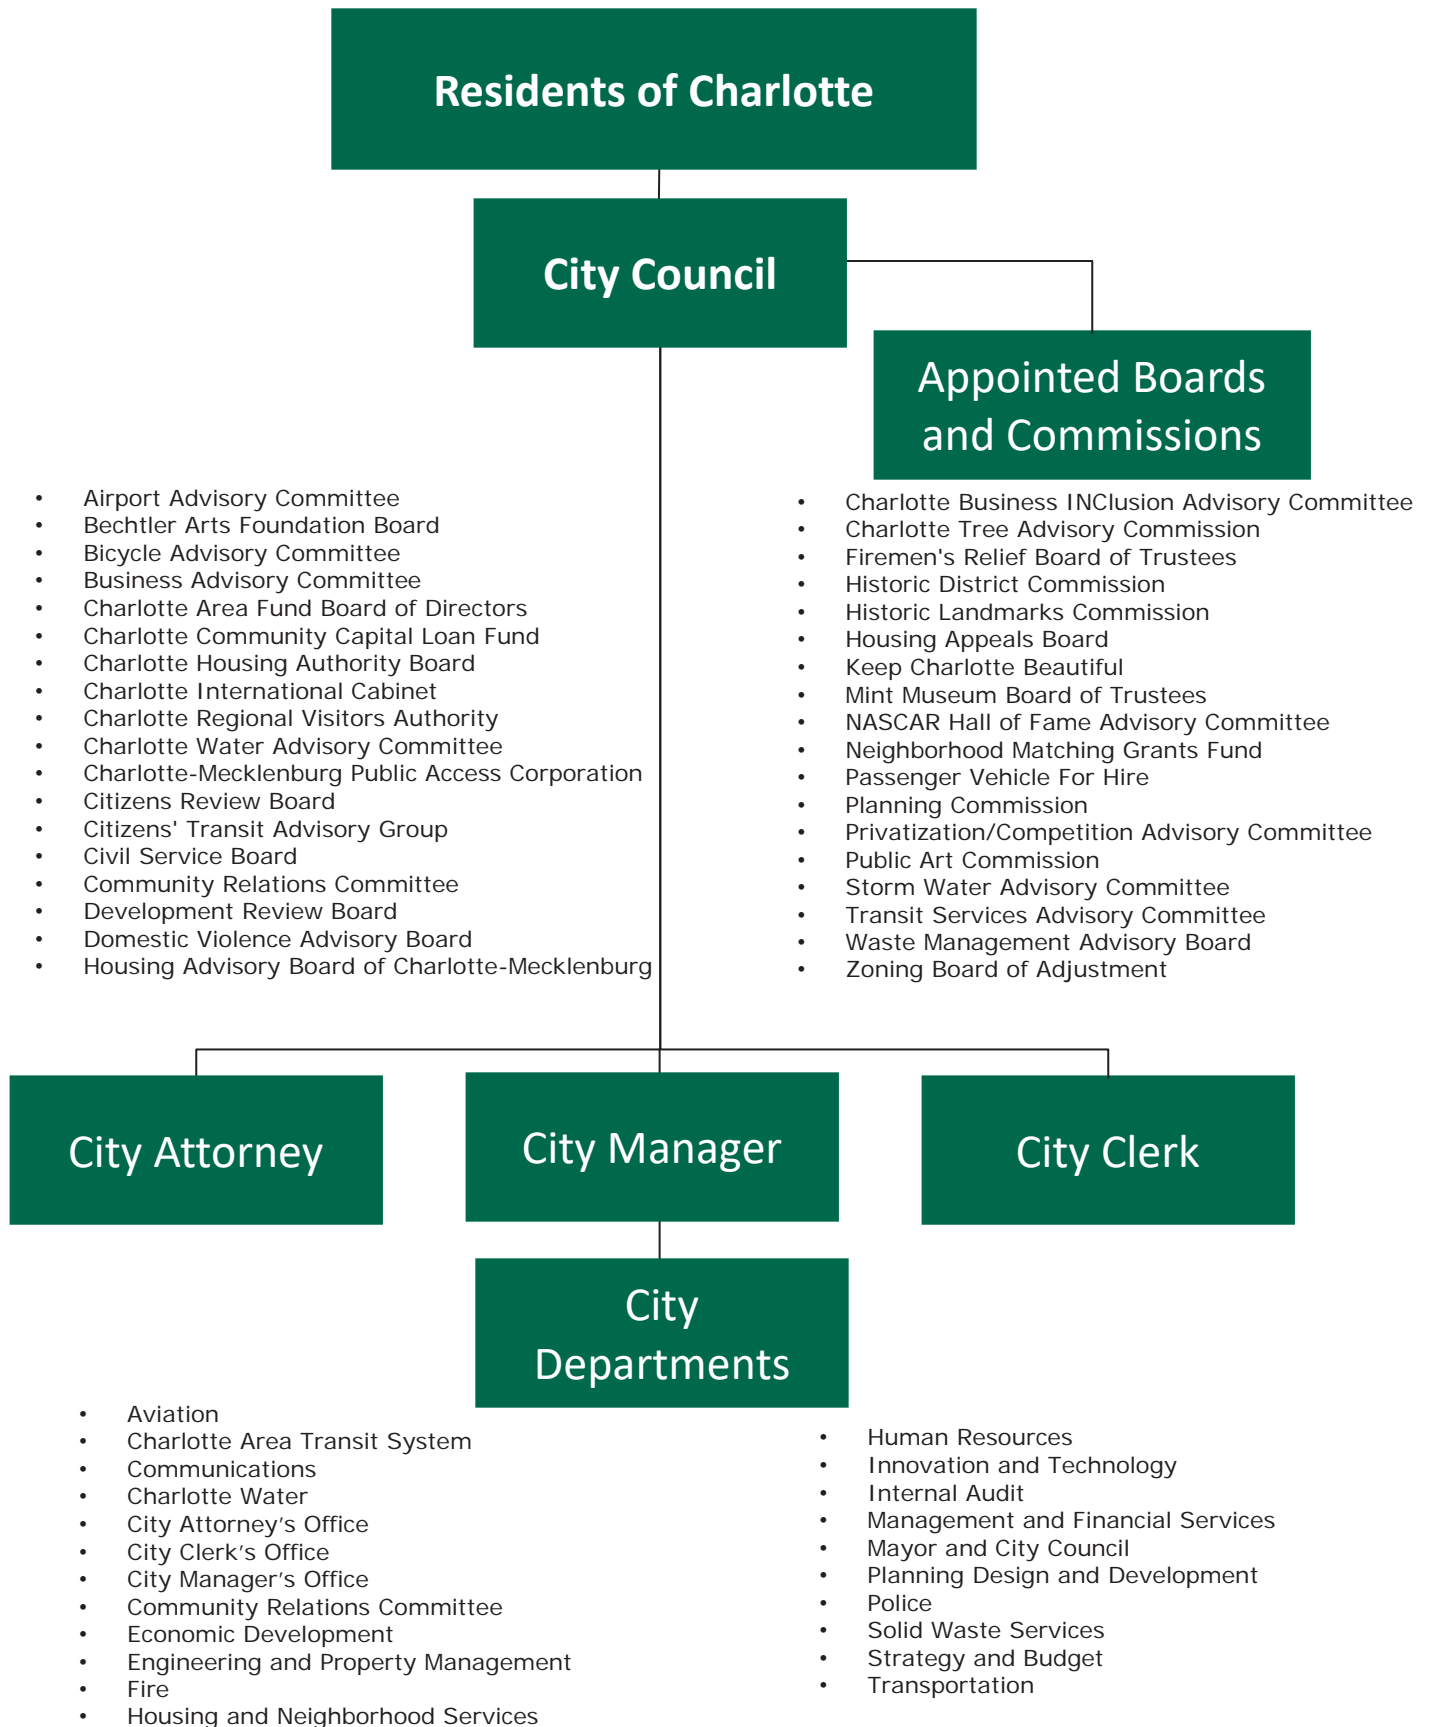 Residents of Charlotte
City Council
Appointed Boards
and Commissions
• Airport Advisory Committee
• Bechtler Arts Foundation Board
• Bicycle Advisory Committee
• Business Advisory Committee
• Charlotte Area Fund Board of Directors
• Charlotte Community Capital Loan Fund
• Charlotte Housing Authority Board
• Charlotte International Cabinet
• Charlotte Regional Visitors Authority
• Charlotte Water Advisory Committee
• Charlotte-Mecklenburg Public Access Corporation
• Citizens Review Board
• Citizens' Transit Advisory Group
• Civil Service Board
• Community Relations Committee
• Development Review Board
• Domestic Violence Advisory Board
• Housing Advisory Board of Charlotte-Mecklenburg
• Charlotte Business INClusion Advisory Committee
• Charlotte Tree Advisory Commission
• Firemen's Relief Board of Trustees
• Historic District Commission
• Historic Landmarks Commission
• Housing Appeals Board
• Keep Charlotte Beautiful
• Mint Museum Board of Trustees
• NASCAR Hall of Fame Advisory Committee
• Neighborhood Matching Grants Fund
• Passenger Vehicle For Hire
• Planning Commission
• Privatization/Competition Advisory Committee
• Public Art Commission
• Storm Water Advisory Committee
• Transit Services Advisory Committee
• Waste Management Advisory Board
• Zoning Board of Adjustment
City Attorney
City Manager
City Clerk
City
Departments
• Aviation
• Charlotte Area Transit System
• Communications
• Charlotte Water
• City Attorney’s Office
• City Clerk’s Office
• City Manager’s Office
• Community Relations Committee
• Economic Development
• Engineering and Property Management
• Fire
• Housing and Neighborhood Services
• Human Resources
• Innovation and Technology
• Internal Audit
• Management and Financial Services
• Mayor and City Council
• Planning Design and Development
• Police
• Solid Waste Services
• Strategy and Budget
• Transportation